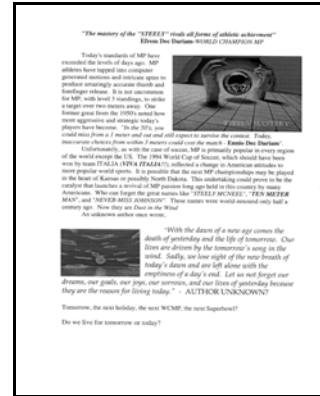 "The mastery of the "STEELY" rivals all forms of athletic achievement"
Efrem Dee Duriam-WORLD CHAMPION MP
Today's standards of MP have
exceeded the levels of days ago. MP
athletes have tapped into computer
generated motions and intricate spins to
produce amazingly accurate thumb and
forefinger release. It is not uncommon
for MP, with level 5 standings, to strike
a target over two meters away. One
former great from the 1950's noted how
most aggressive and strategic today's
players have become. "In the 50's, you
could miss from a 1 meter and out and still expect to survive the contest. Today,
inaccurate choices from within 3 meters could cost the match - Ennio Dee Duriam".
Unfortunately, as with the case of soccer, MP is primarily popular in every region
of the world except the US. The 1994 World Cup of Soccer, which should have been
won by team ITALIA (VIVA ITALIA!!), reflected a change in American attitudes to
more popular world sports. It is possible that the next MP championships may be played
in the heart of Kansas or possibly North Dakota. This undertaking could prove to be the
catalyst that launches a revival of MP passion long ago held in this country by many
Americans. Who can forget the great names like "STEELY MCNEEL", "TEN METER
MAN", and "NEVER-MISS JOHNSON". These names were world-renowned only half a
century ago. Now they are Dust in the Wind
An unknown author once wrote,
"With the dawn of a new age comes the
death of yesterday and the life of tomorrow. Our
lives are driven by the tomorrow's song in the
wind. Sadly, we lose sight of the new breath of
today's dawn and are left alone with the
emptiness of a day's end. Let us not forget our
dreams, our goals, our joys, our sorrows, and our lives of yesterday because
they are the reason for living today." - AUTHOR UNKNOWN?
Tomorrow, the next holiday, the next WCMP, the next Superbowl?
Do we live for tomorrow or today?